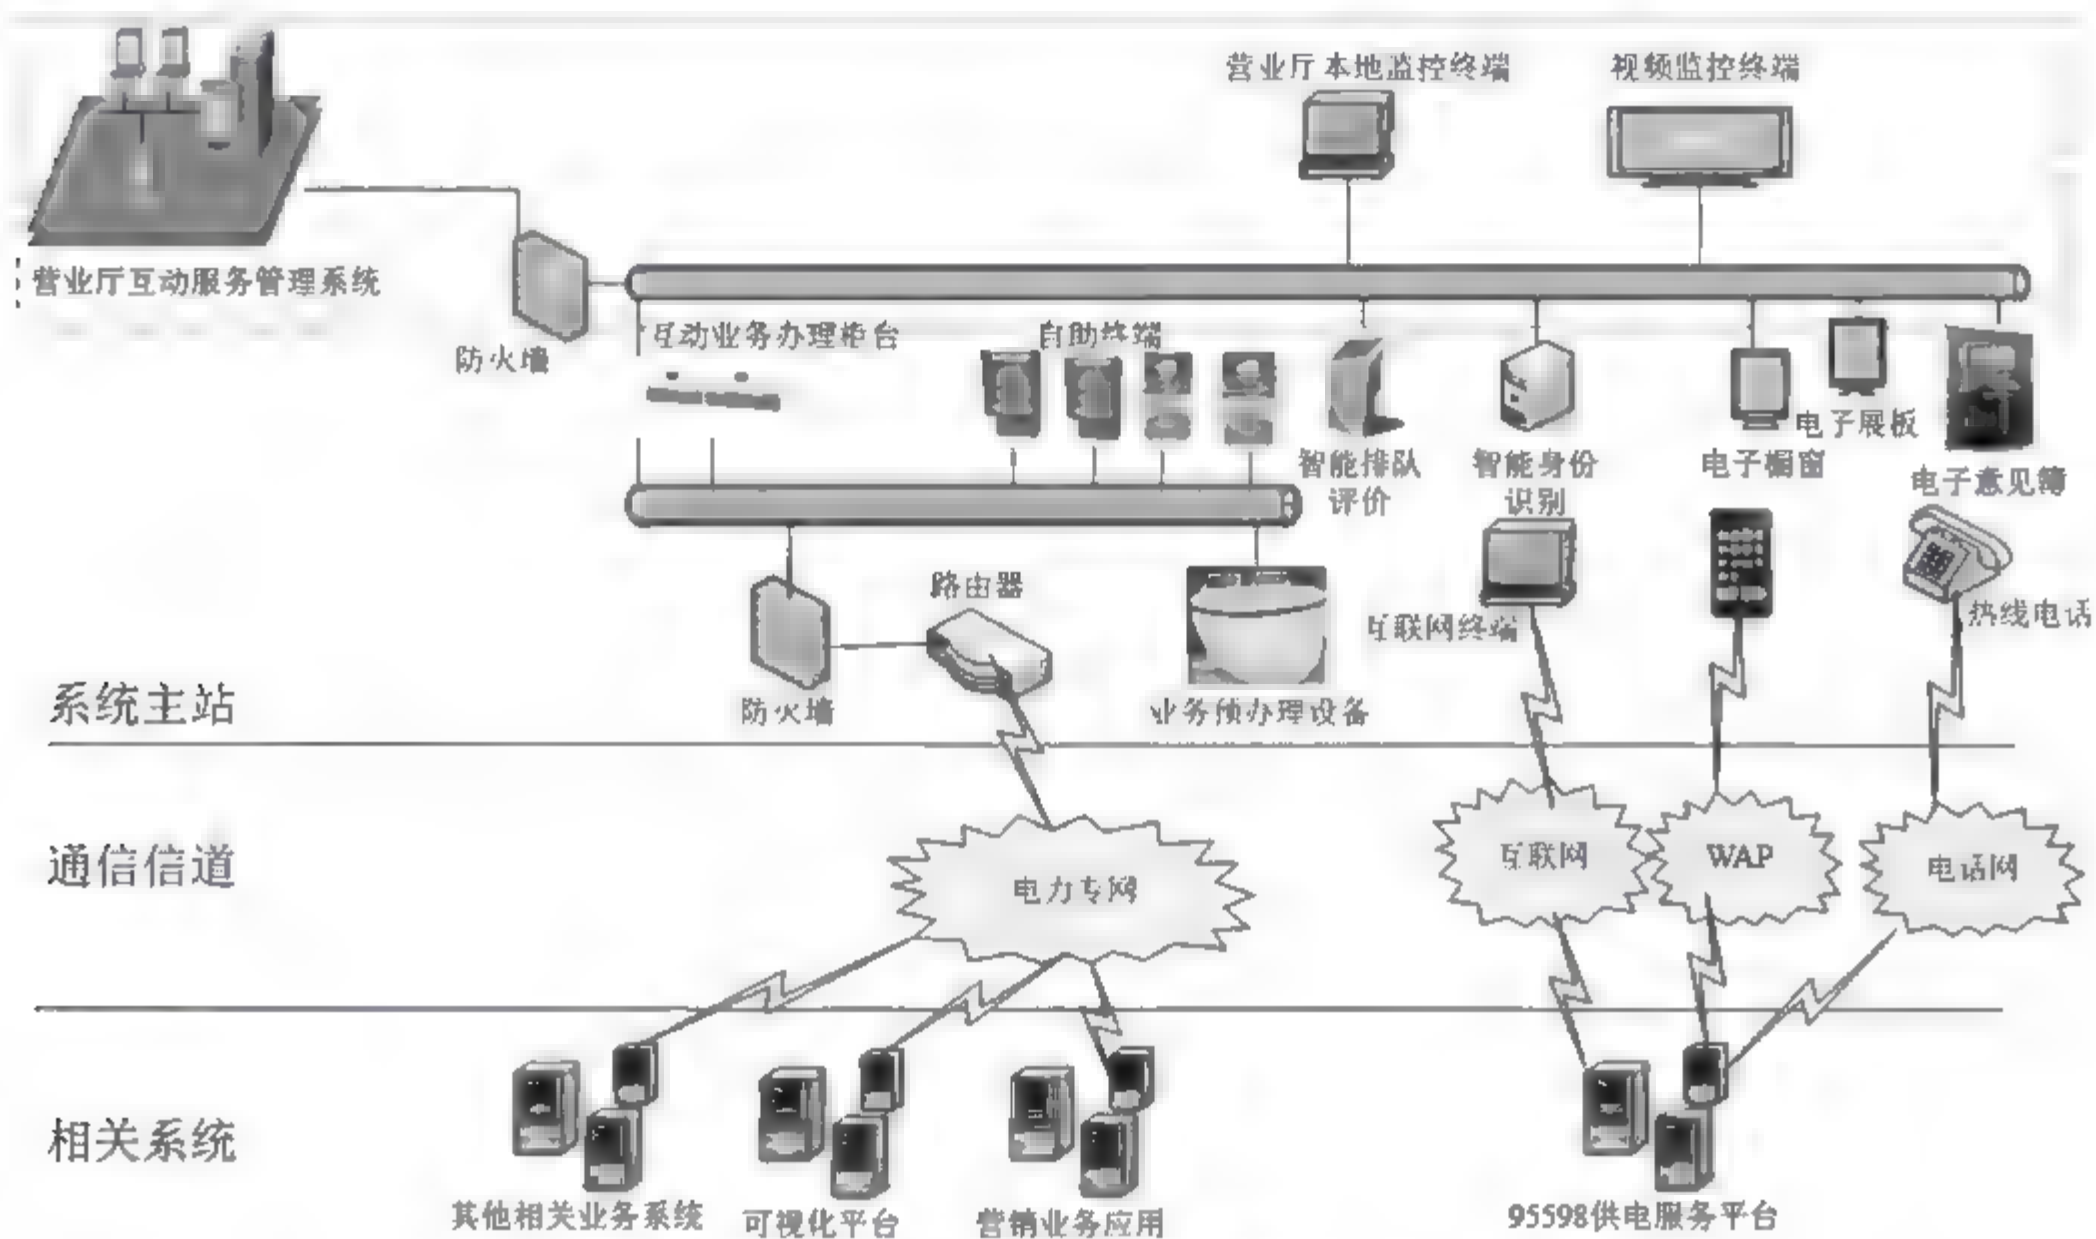 营业厅本地监控终端
视频监控终端
营业厅互动服务管理系统
防火墙
互动业务办理柜台
自助终端
智能排队
评价
智能身份
识别
电子橱窗
电子展板
电子意见簿
路由器
防火墙
业务预办理设备
互联网终端
热线电话
系统主站
通信信道
电力专网
互联网
WAP
电话网
相关系统
其他相关业务系统
可视化平台
营销业务应用
95598供电服务平台